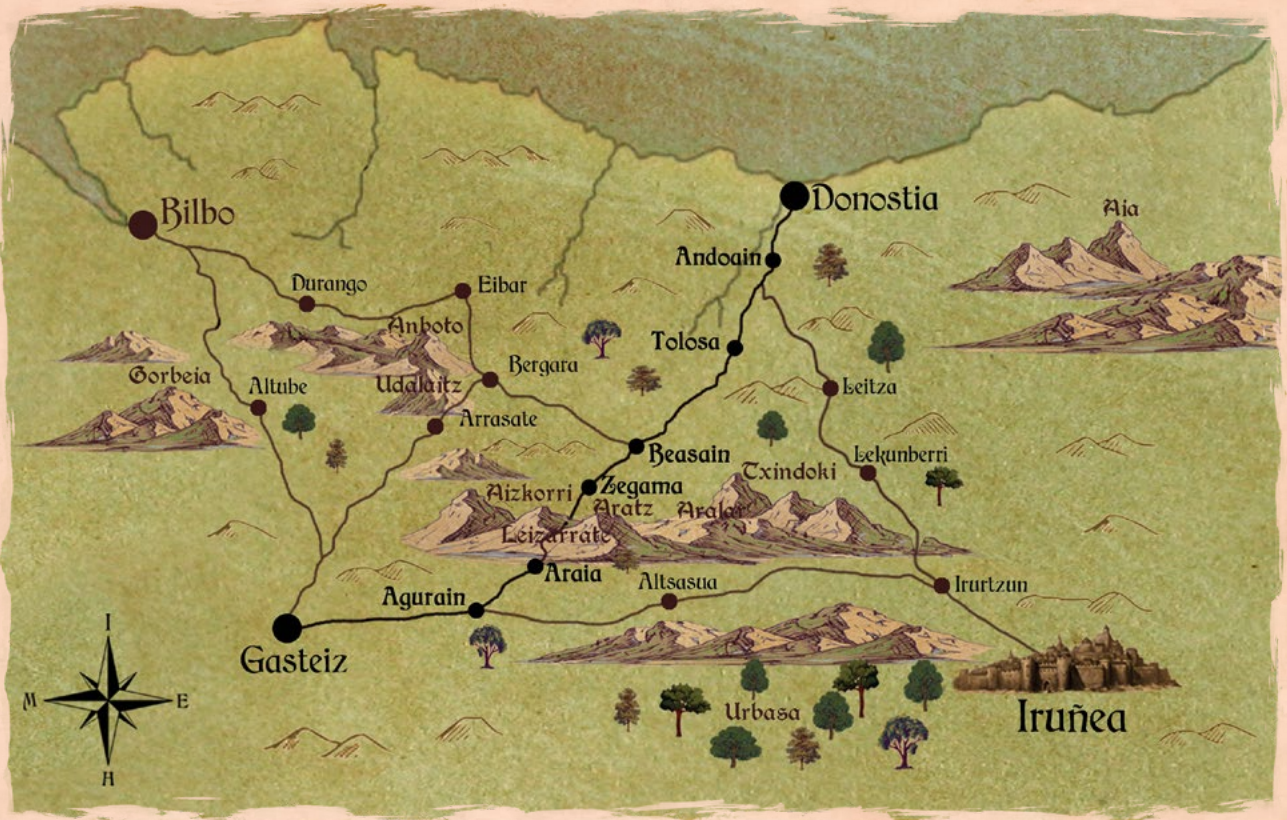 Donostia
Aia
Bilbo
Andoain
Durango
Eibar
Anboto
Tolosa
Bergara
Gorbeia
Udalaitz
Altube
Leitza
Arrasate
Beasain
Lekunberri
Txindoki
Aizkorri
Zegama
Aratz
Aralar
Leizarrate
Araia
Altsasua
Irurtzun
Agurain
Gasteiz
I
M
E
H
Urbasa
Iruñea